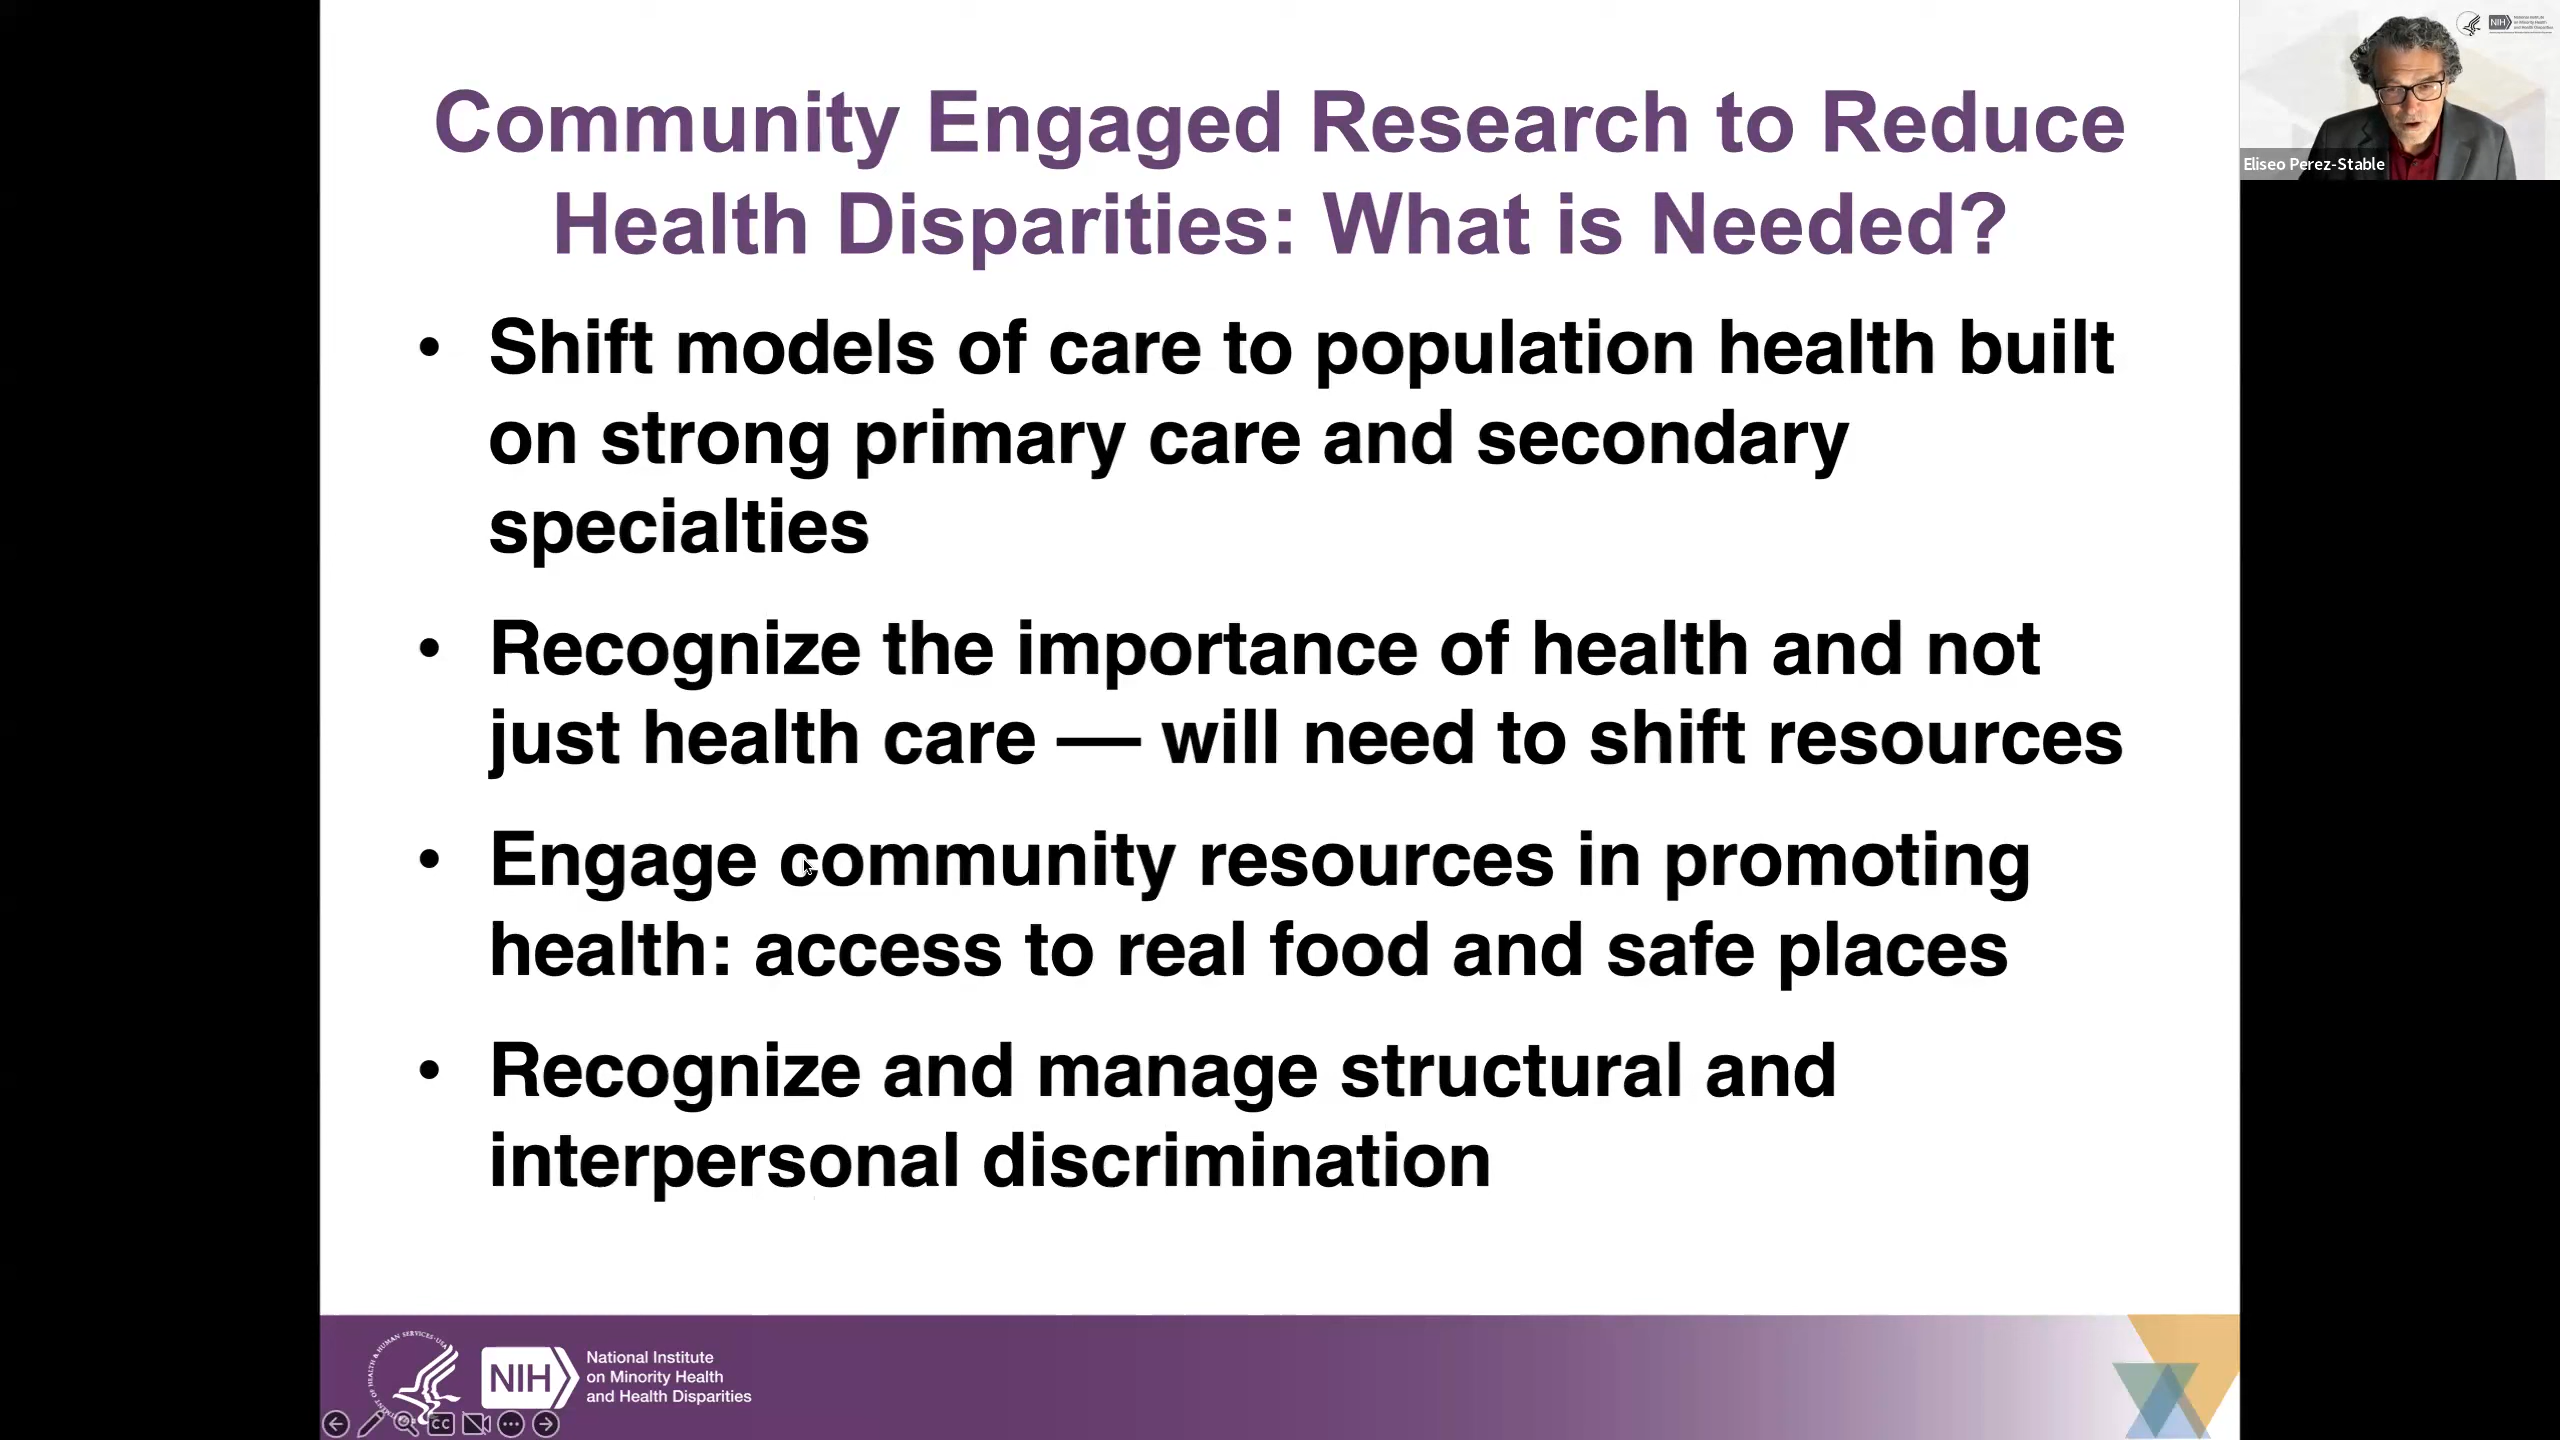 Community Engaged Research to Reduce
Health Disparities: What is Needed?
• Shift models of care to population health built
on strong primary care and secondary
specialties
• Recognize the importance of health and not
just health care — will need to shift resources
• Engage community resources in promoting
health: access to real food and safe places
• Recognize and manage structural and
interpersonal discrimination
NIH
National Institute
on Minority Health
and Health Disparities
CC
NIH
Eliseo Perez-Stable